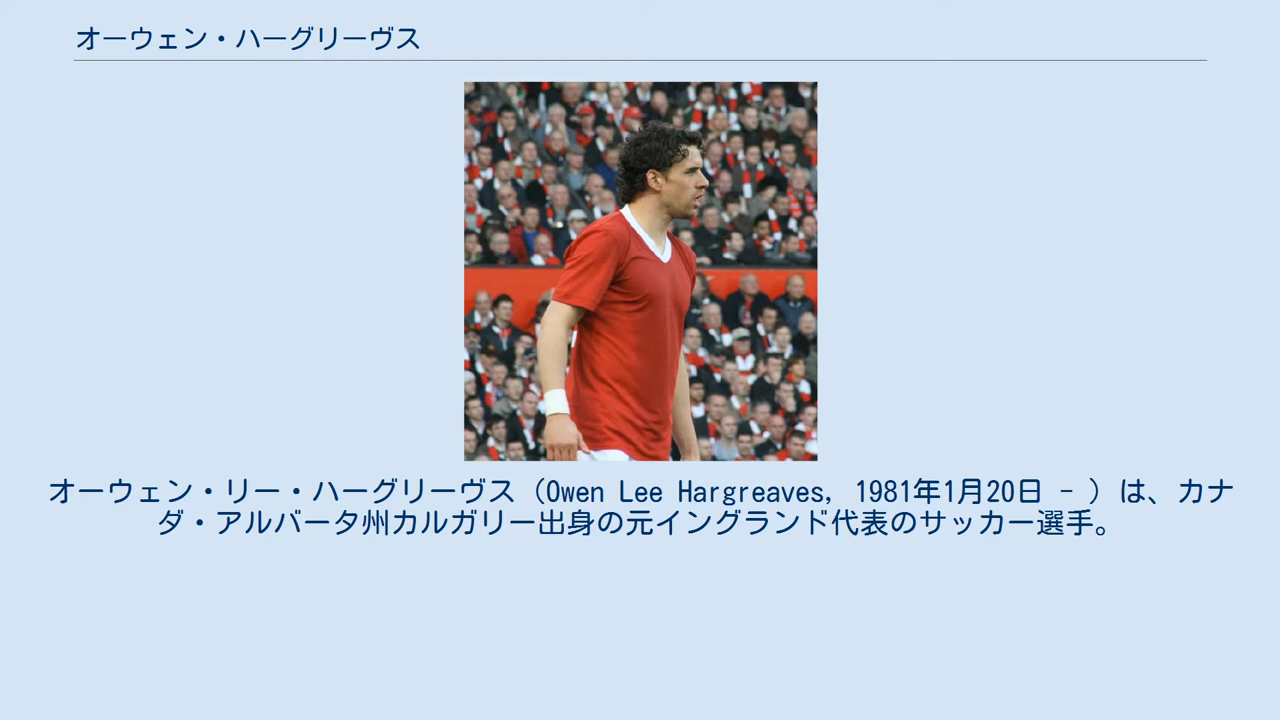 オーウェン・ハーグリーヴス
オーウェン・リー・ハーグリーヴス（Owen Lee Hargreaves, 1981年1月20日 - ）は、カナ
ダ・アルバータ州カルガリー出身の元イングランド代表のサッカー選手。